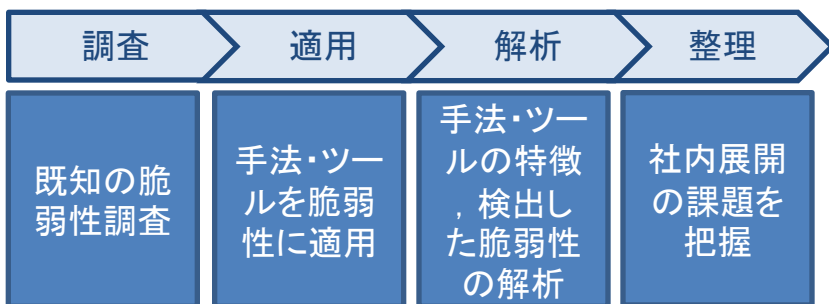 調査
適用
解析
整理
既知の脆
弱性調査
手法・ツー
ルを脆弱
性に適用
手法・ツー
ルの特徴
，検出し
た脆弱性
の解析
社内展開
の課題を
把握